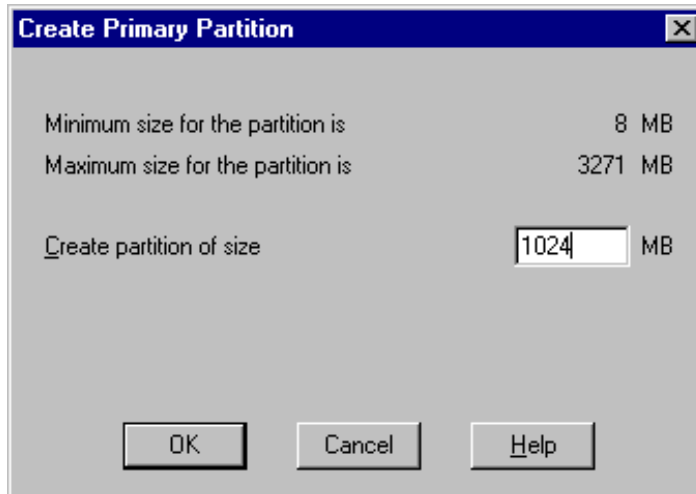 Create Primary Partition
Minimum size for the partition is 8 MB
Maximum size for the partition is 3271 MB
Create partition of size 1024 MB
OK Cancel Help